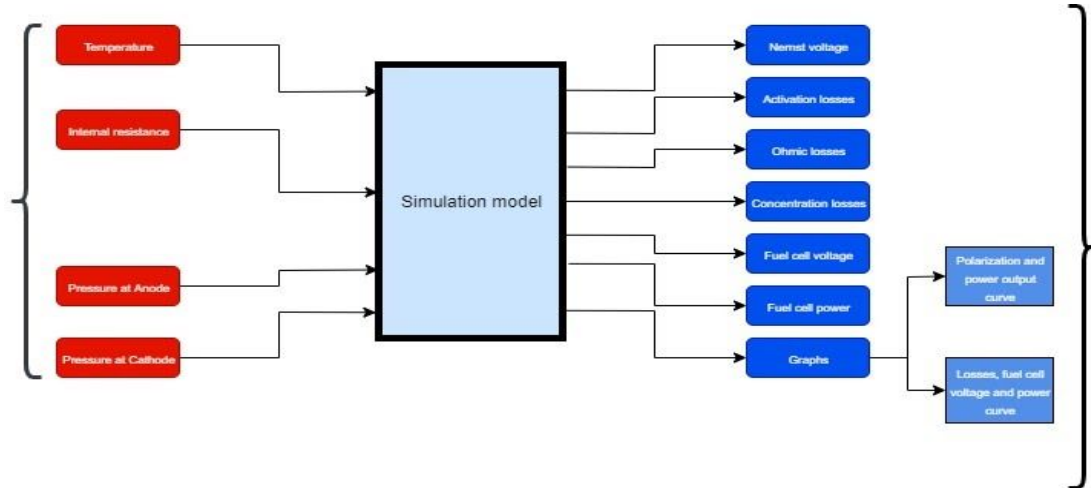 Temperature
Internal resistance
Pressure at Anode
Pressure at Cathode
Simulation model
Nernst voltage
Activation losses
Ohmic losses
Concentration losses
Fuel cell voltage
Fuel cell power
Graphs
Polarization and
power output
curve
Losses, fuel cell
voltage and power
curve